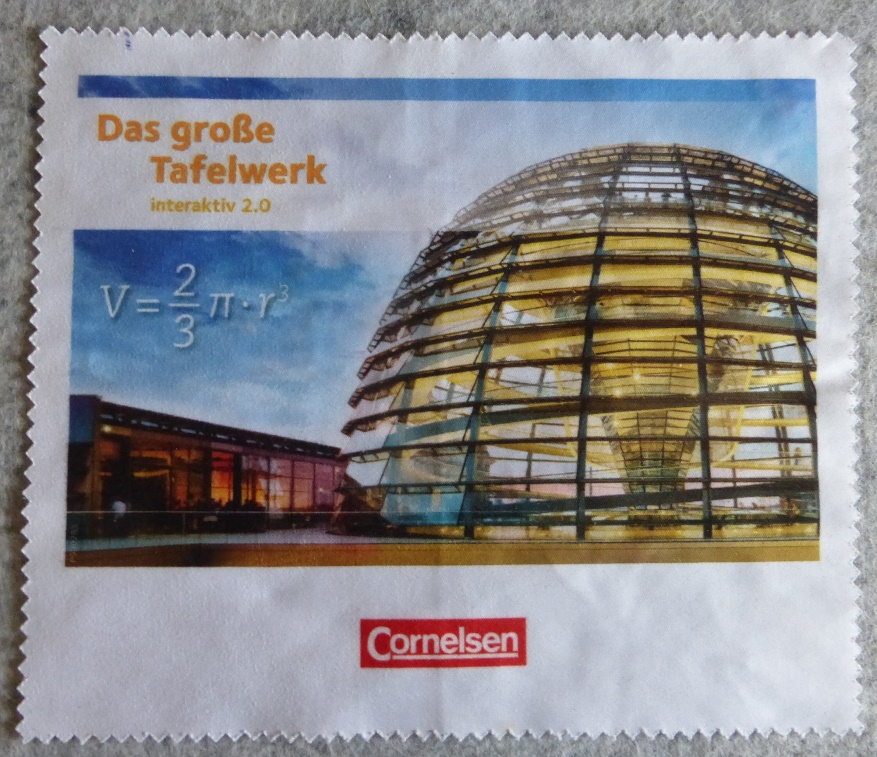 Das große
Tafelwerk
interaktiv 2.0
V = 2/3 π · r³
Cornelsen